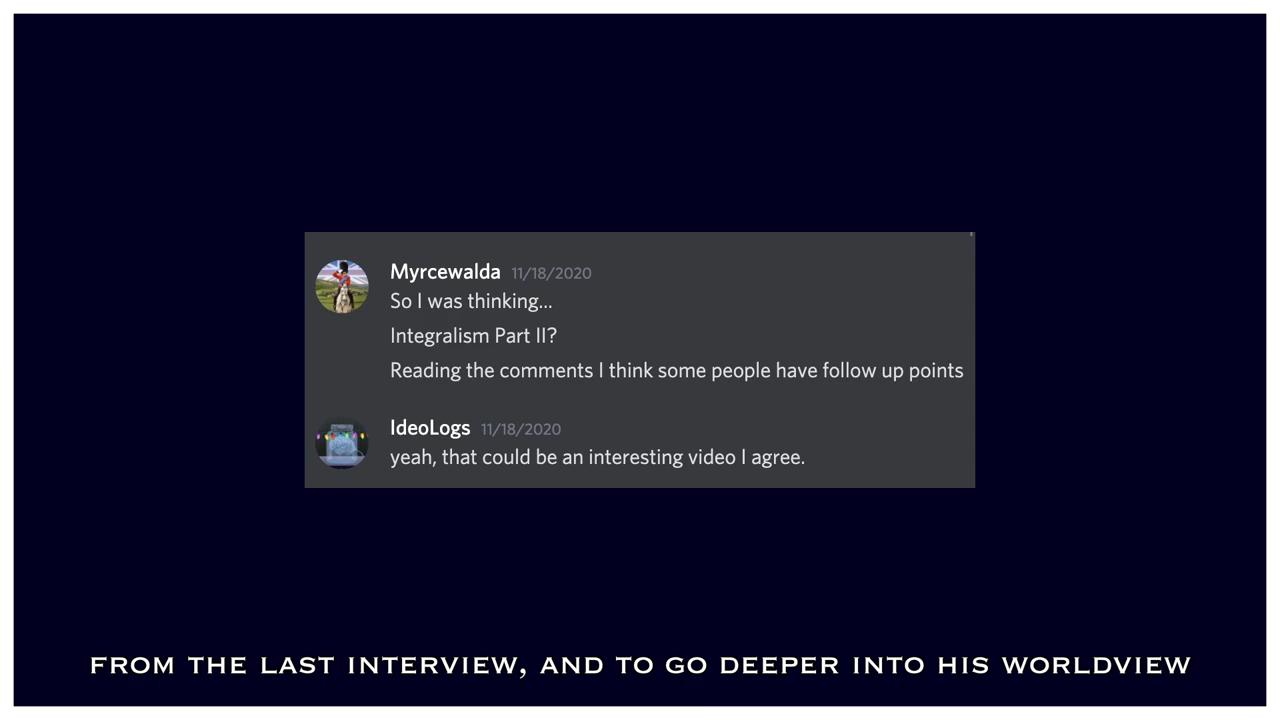 Myrcewalda 11/18/2020
So I was thinking...
Integralism Part II?
Reading the comments I think some people have follow up points
IdeoLogs 11/18/2020
yeah, that could be an interesting video I agree.
FROM THE LAST INTERVIEW, AND TO GO DEEPER INTO HIS WORLDVIEW